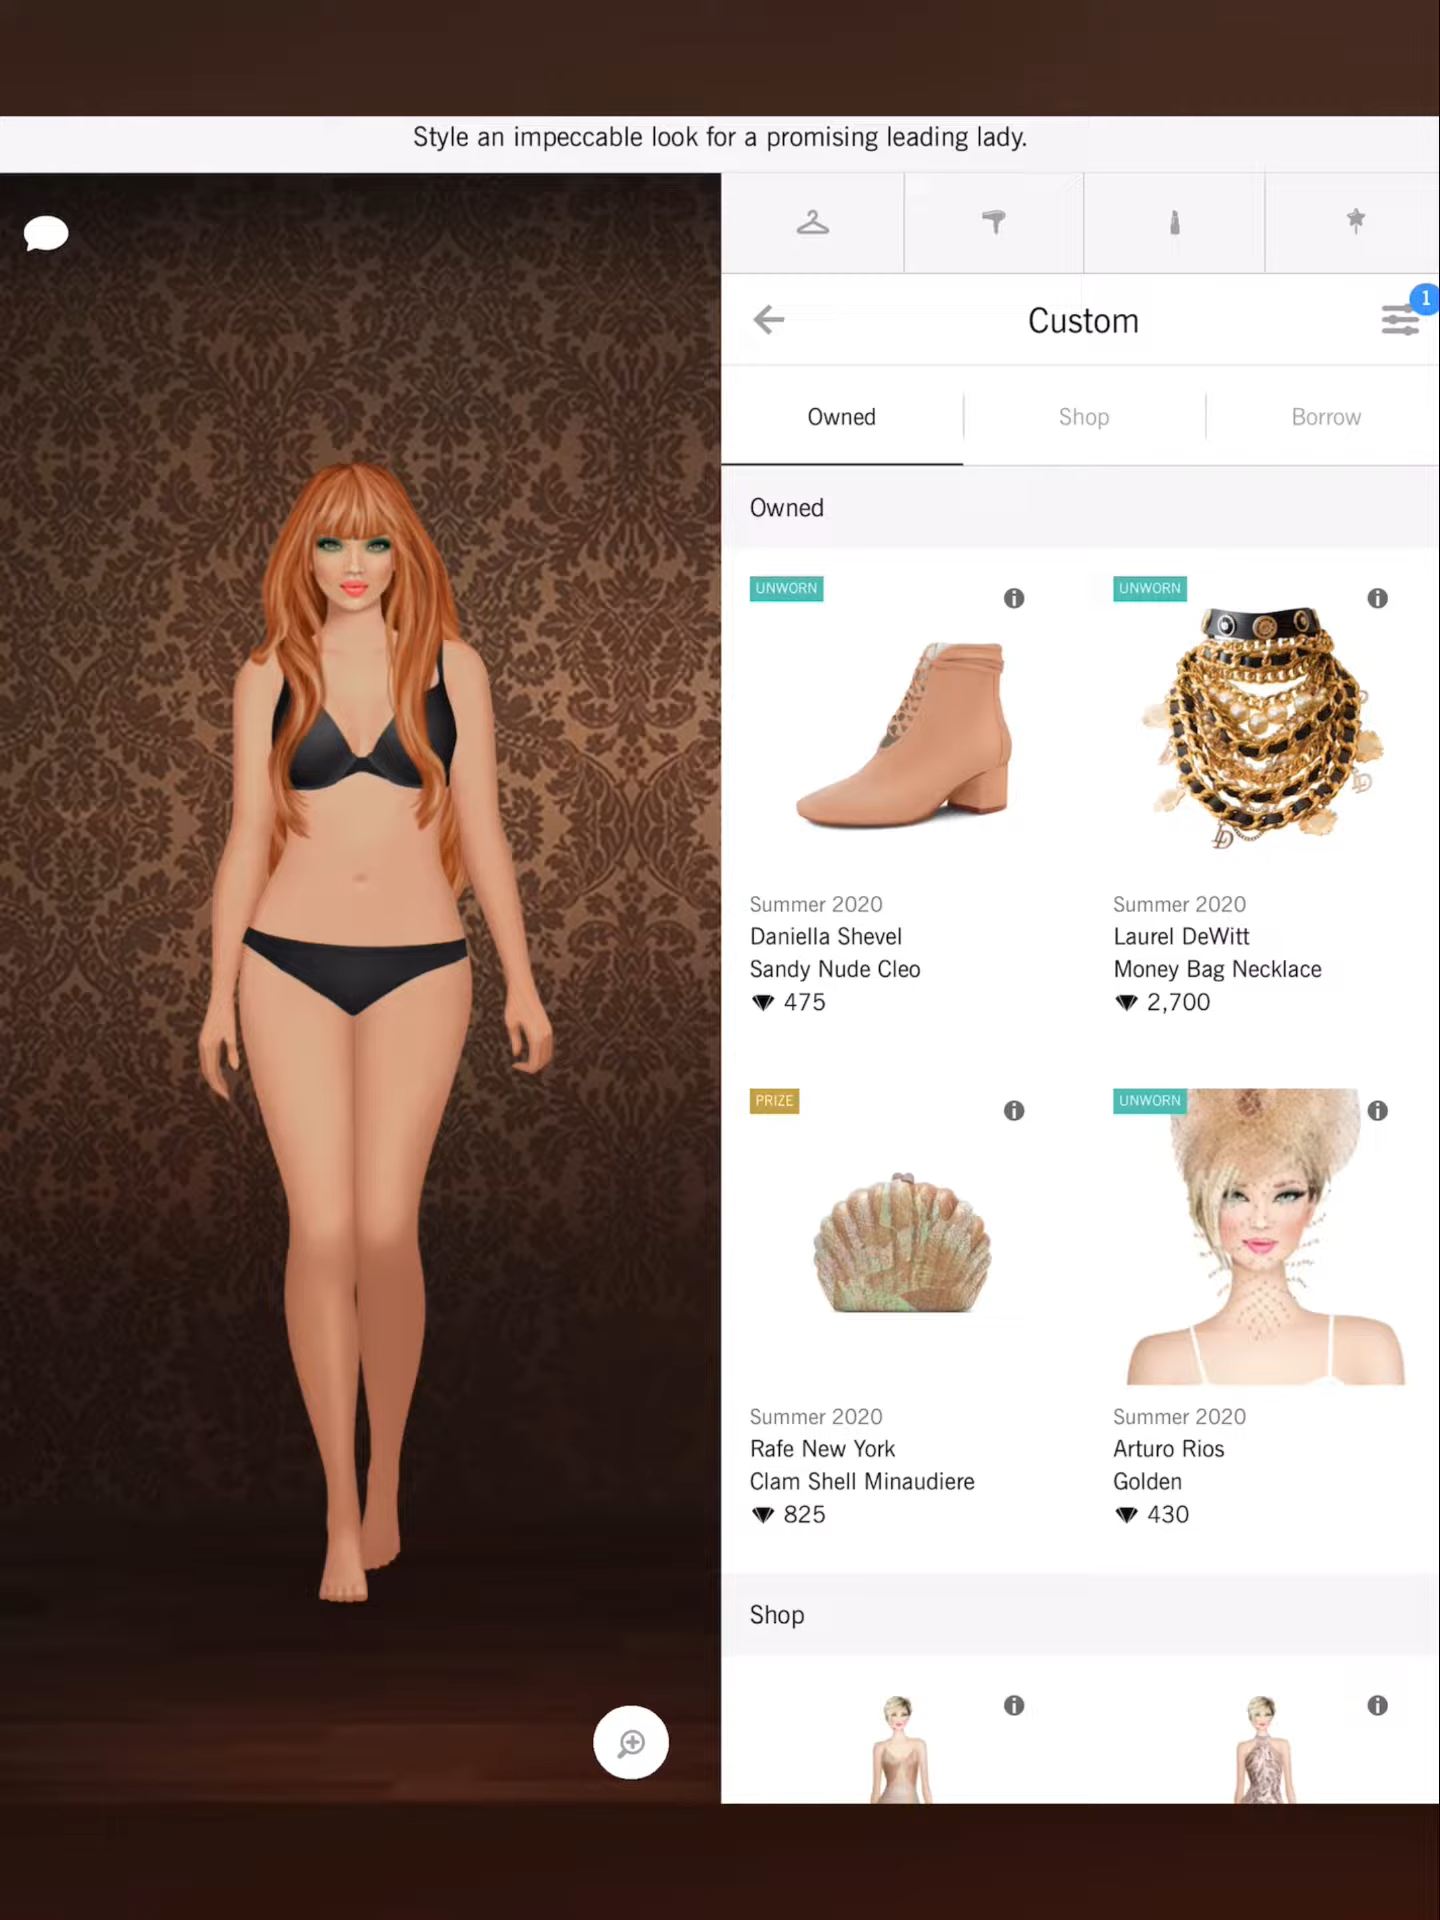 Style an impeccable look for a promising leading lady.
1
Custom
Owned
Shop
Borrow
Owned
UNWORN
Summer 2020
Daniella Shevel
Sandy Nude Cleo
475
UNWORN
Summer 2020
Laurel DeWitt
Money Bag Necklace
2,700
PRIZE
Summer 2020
Rafe New York
Clam Shell Minaudiere
825
UNWORN
Summer 2020
Arturo Rios
Golden
430
Shop